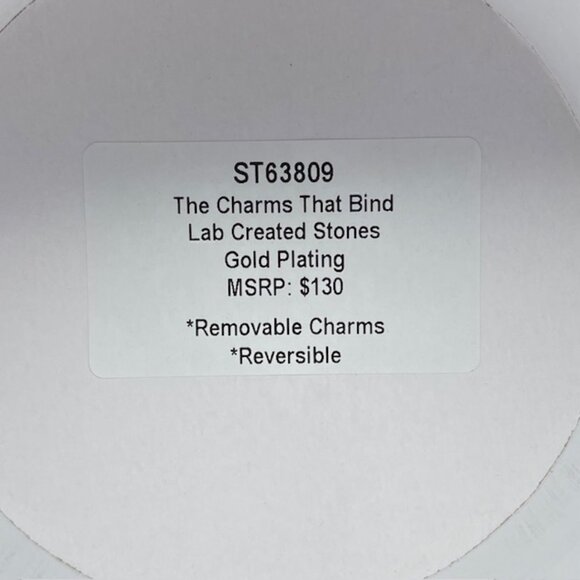 ST63809
The Charms That Bind
Lab Created Stones
Gold Plating
MSRP: $130
*Removable Charms
*Reversible